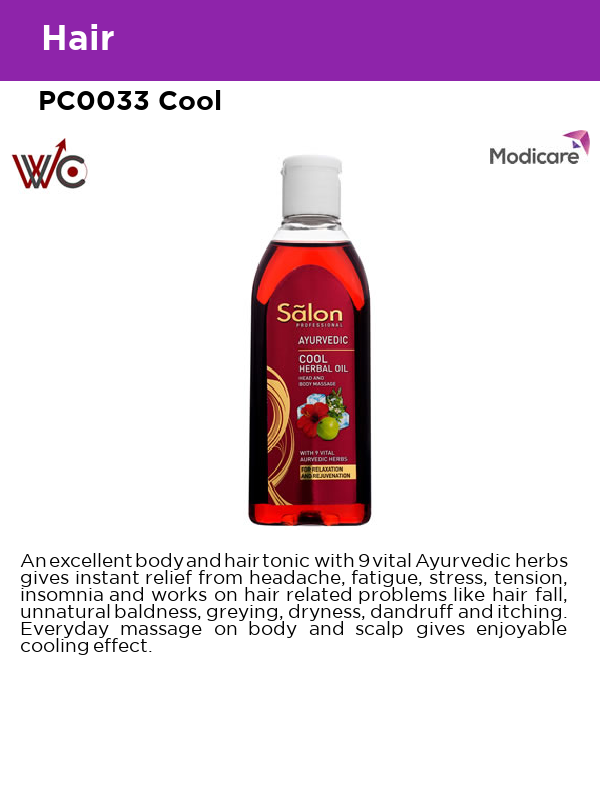 Hair
PC0033 Cool
WC
Modicare
Sãlon
PROFESSIONAL
AYURVEDIC
COOL
HERBAL OIL
HEAD AND
BODY MASSAGE
WITH 9 VITAL
AURVEIDIC HERBS
FOR REILAXATION
AND REJUVENATION
An excellent body and hair tonic with 9 vital Ayurvedic herbs
gives instant relief from headache, fatigue, stress, tension,
insomnia and works on hair related problems like hair fall,
unnatural baldness, greying, dryness, dandruff and itching.
Everyday massage on body and scalp gives enjoyable
cooling effect.